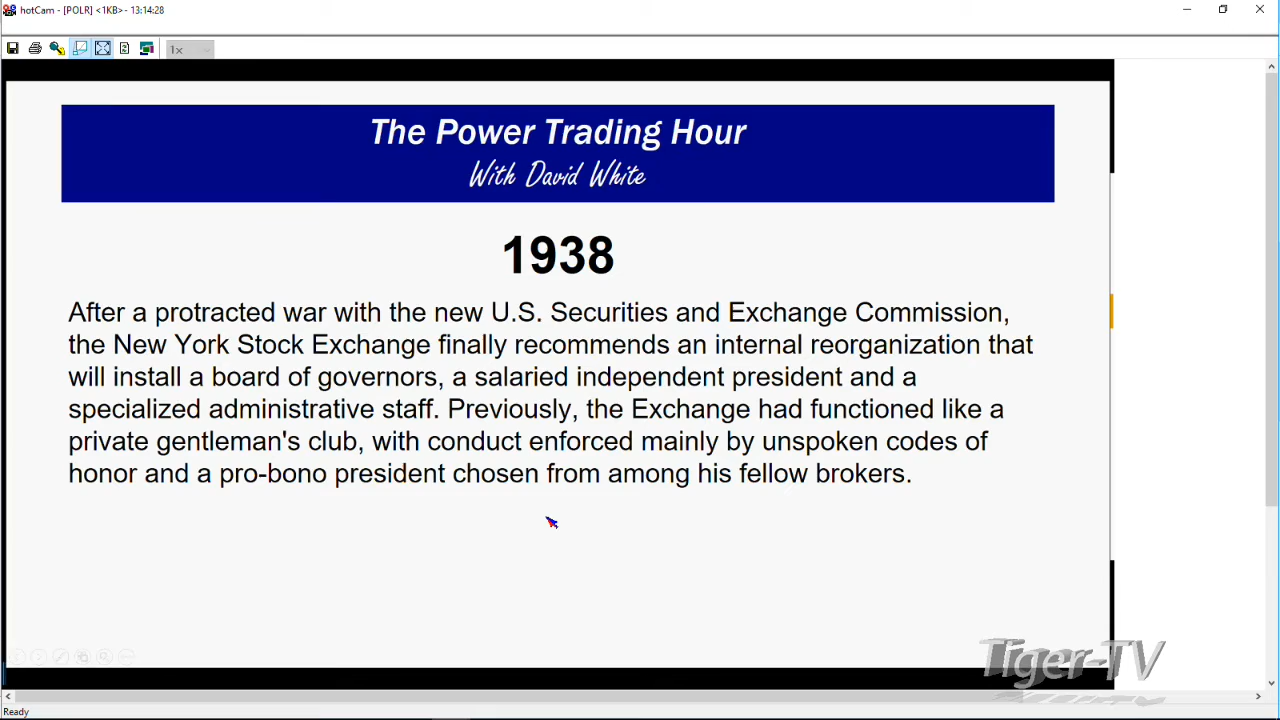 hotCam - [POLR] <1KB> - 13:14:28
1x
The Power Trading Hour
With David White
1938
After a protracted war with the new U.S. Securities and Exchange Commission,
the New York Stock Exchange finally recommends an internal reorganization that
will install a board of governors, a salaried independent president and a
specialized administrative staff. Previously, the Exchange had functioned like a
private gentleman's club, with conduct enforced mainly by unspoken codes of
honor and a pro-bono president chosen from among his fellow brokers.
Tiger-TV
Ready